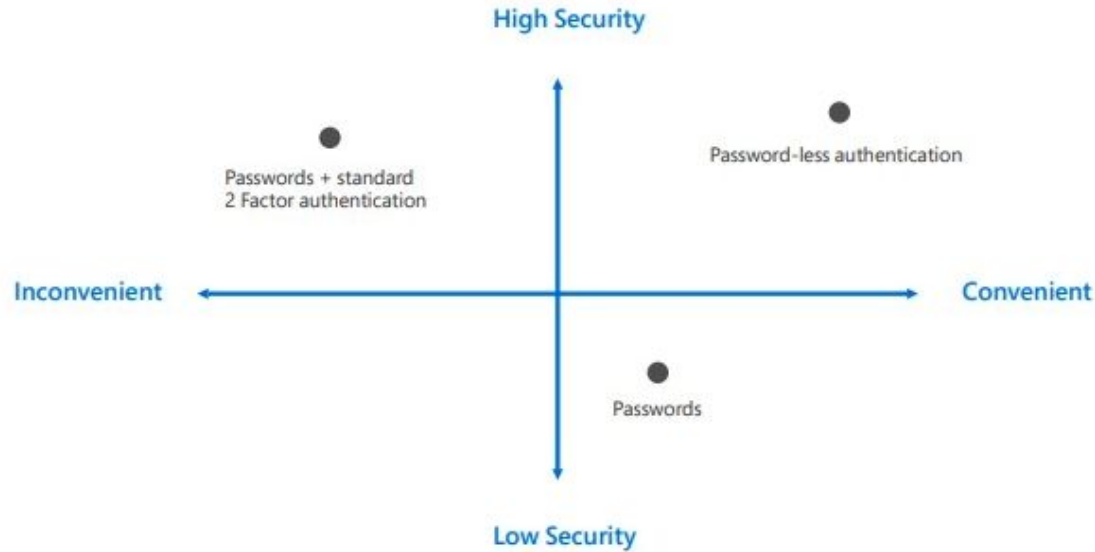 High Security
Password-less authentication
Passwords + standard
2 Factor authentication
Inconvenient
Convenient
Passwords
Low Security